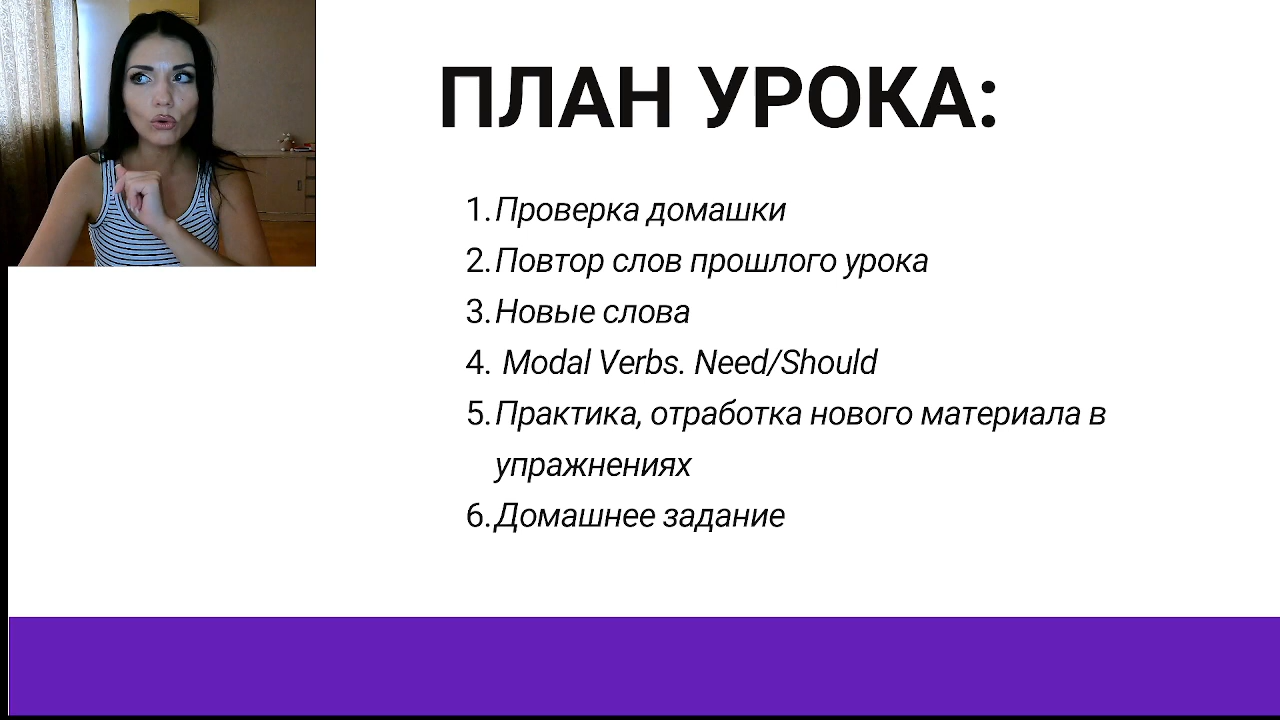 ПЛАН УРОКА:
1. Проверка домашки
2. Повтор слов прошлого урока
3. Новые слова
4. Modal Verbs. Need/Should
5. Практика, отработка нового материала в
упражнениях
6. Домашнее задание